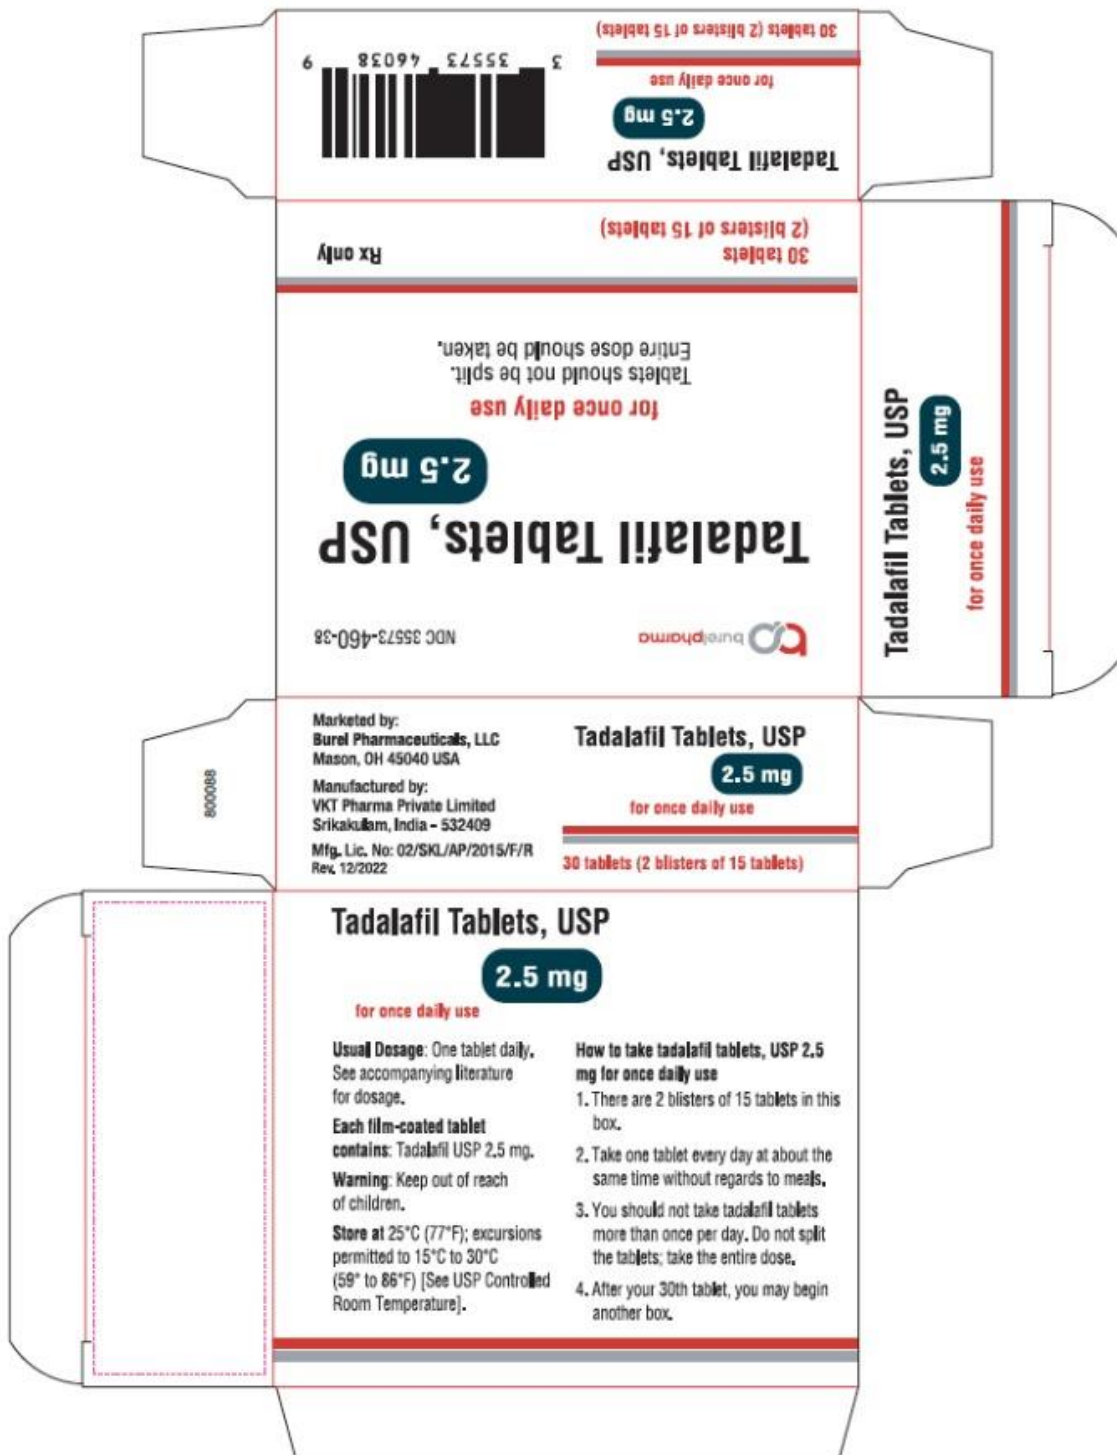 3 35573 46038 9
Tadalafil Tablets, USP
2.5 mg
for once daily use
30 tablets (2 blisters of 15 tablets)
burelpharma
NDC 35573-460-38
Tadalafil Tablets, USP
2.5 mg
for once daily use
Tablets should not be split.
Entire dose should be taken.
30 tablets
(2 blisters of 15 tablets)
Rx only
Tadalafil Tablets, USP
2.5 mg
for once daily use
800088
Marketed by:
Burel Pharmaceuticals, LLC
Mason, OH 45040 USA
Manufactured by:
VKT Pharma Private Limited
Srikakulam, India – 532409
Mfg. Lic. No: 02/SKL/AP/2015/F/R
Rev. 12/2022
Tadalafil Tablets, USP
2.5 mg
for once daily use
30 tablets (2 blisters of 15 tablets)
Tadalafil Tablets, USP
2.5 mg
for once daily use
Usual Dosage: One tablet daily.
See accompanying literature
for dosage.
Each film-coated tablet
contains: Tadalafil USP 2.5 mg.
Warning: Keep out of reach
of children.
Store at 25°C (77°F); excursions
permitted to 15°C to 30°C
(59° to 86°F) [See USP Controlled
Room Temperature].
How to take tadalafil tablets, USP 2.5
mg for once daily use
1. There are 2 blisters of 15 tablets in this
box.
2. Take one tablet every day at about the
same time without regards to meals.
3. You should not take tadalafil tablets
more than once per day. Do not split
the tablets; take the entire dose.
4. After your 30th tablet, you may begin
another box.